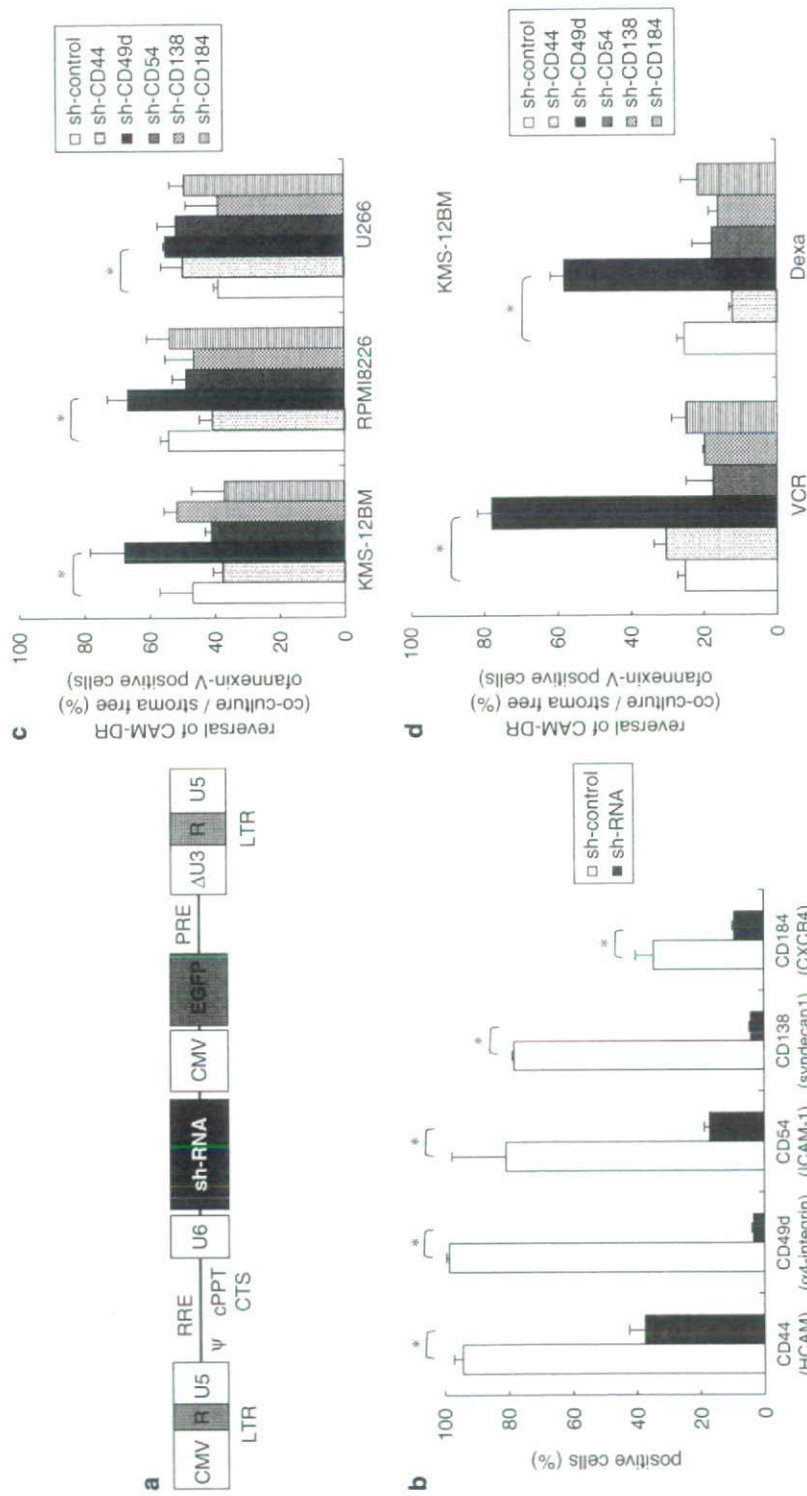 a
CMV R U5
LTR
RRE
ψ cPPT
CTS
U6
sh-RNA
CMV
EGFP
PRE
ΔU3 R U5
LTR
b
positive cells (%)
100
80
60
40
20
0
sh-control
sh-RNA
*
*
*
*
*
CD44
(HCAM)
CD49d
(α4-integrin)
CD54
(ICAM-1)
CD138
(syndecan1)
CD184
(CXCR4)
c
reversal of CAM-DR
(co-culture / stroma free (%)
ofannexin-V positive cells)
100
80
60
40
20
0
*
*
*
KMS-12BM
RPMI8226
U266
sh-control
sh-CD44
sh-CD49d
sh-CD54
sh-CD138
sh-CD184
d
reversal of CAM-DR
(co-culture / stroma free (%)
ofannexin-V positive cells)
100
80
60
40
20
0
*
*
KMS-12BM
VCR
Dexa
sh-control
sh-CD44
sh-CD49d
sh-CD54
sh-CD138
sh-CD184